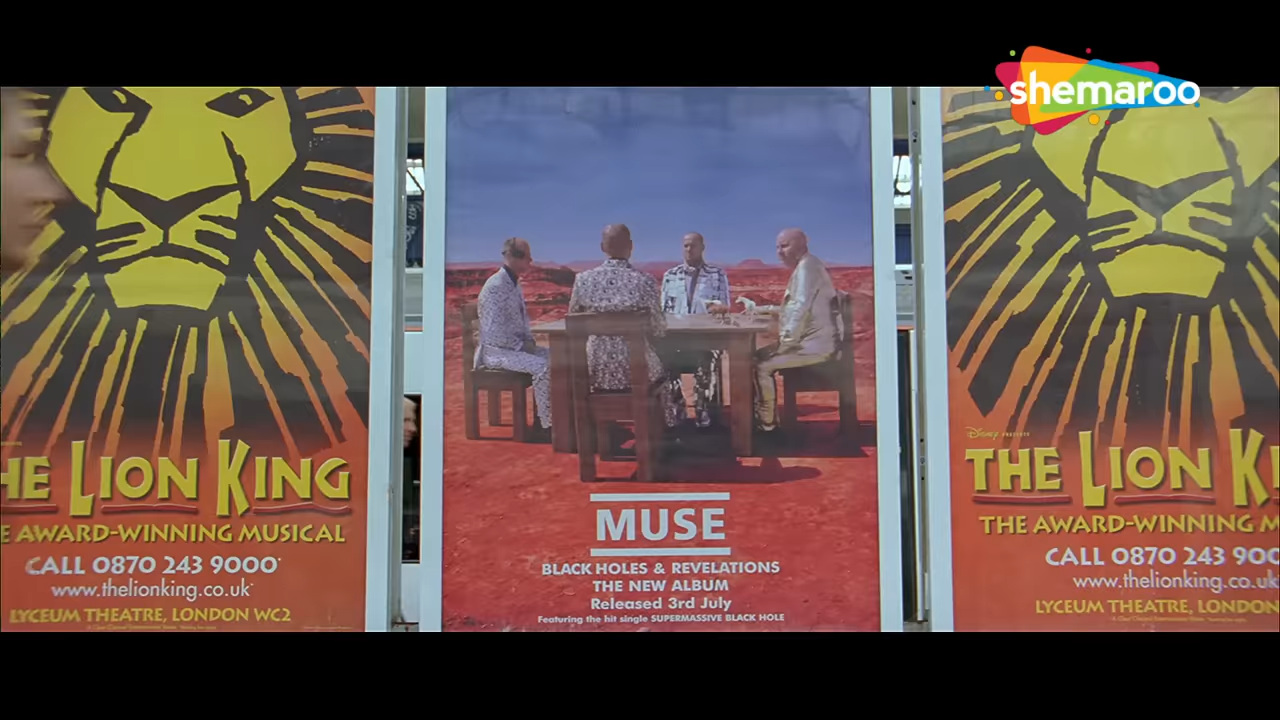 shemaroo
HE LION KING
E AWARD-WINNING MUSICAL
CALL 0870 243 9000*
www.thelionking.co.uk*
LYCEUM THEATRE, LONDON WC2
MUSE
BLACK HOLES & REVELATIONS
THE NEW ALBUM
Released 3rd July
Featuring the hit single SUPERMASSIVE BLACK HOLE
Disney PRESENTS
THE LION KI
THE AWARD-WINNING M
CALL 0870 243 900
www.thelionking.co.uk
LYCEUM THEATRE, LONDON